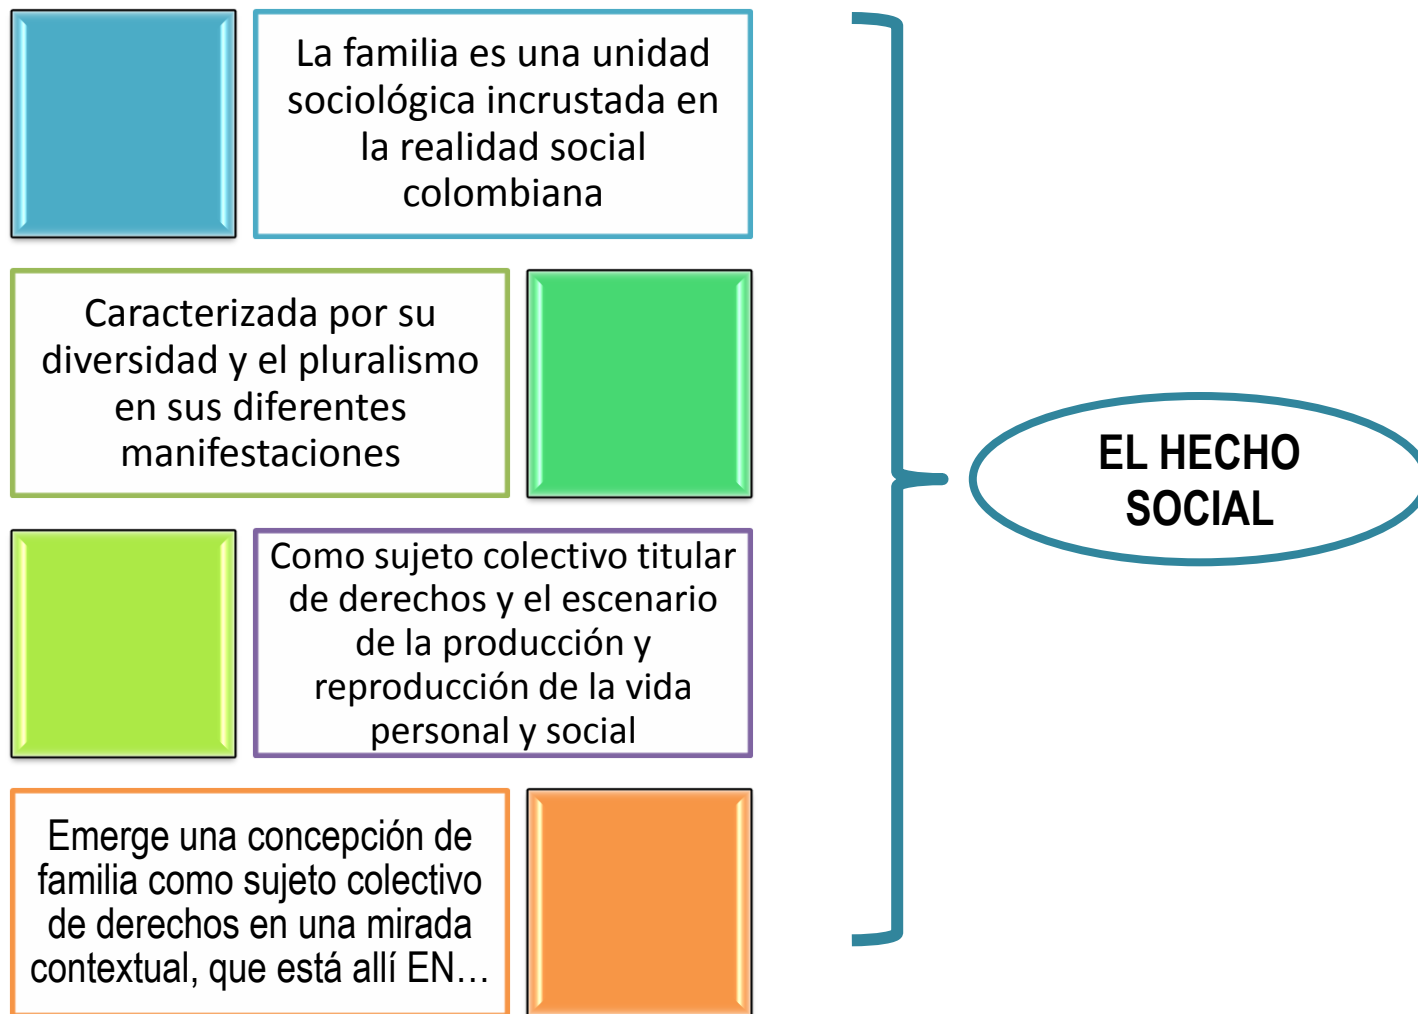 La familia es una unidad
sociológica incrustada en
la realidad social
colombiana
Caracterizada por su
diversidad y el pluralismo
en sus diferentes
manifestaciones
Como sujeto colectivo titular
de derechos y el escenario
de la producción y
reproducción de la vida
personal y social
Emerge una concepción de
familia como sujeto colectivo
de derechos en una mirada
contextual, que está allí EN…
EL HECHO
SOCIAL